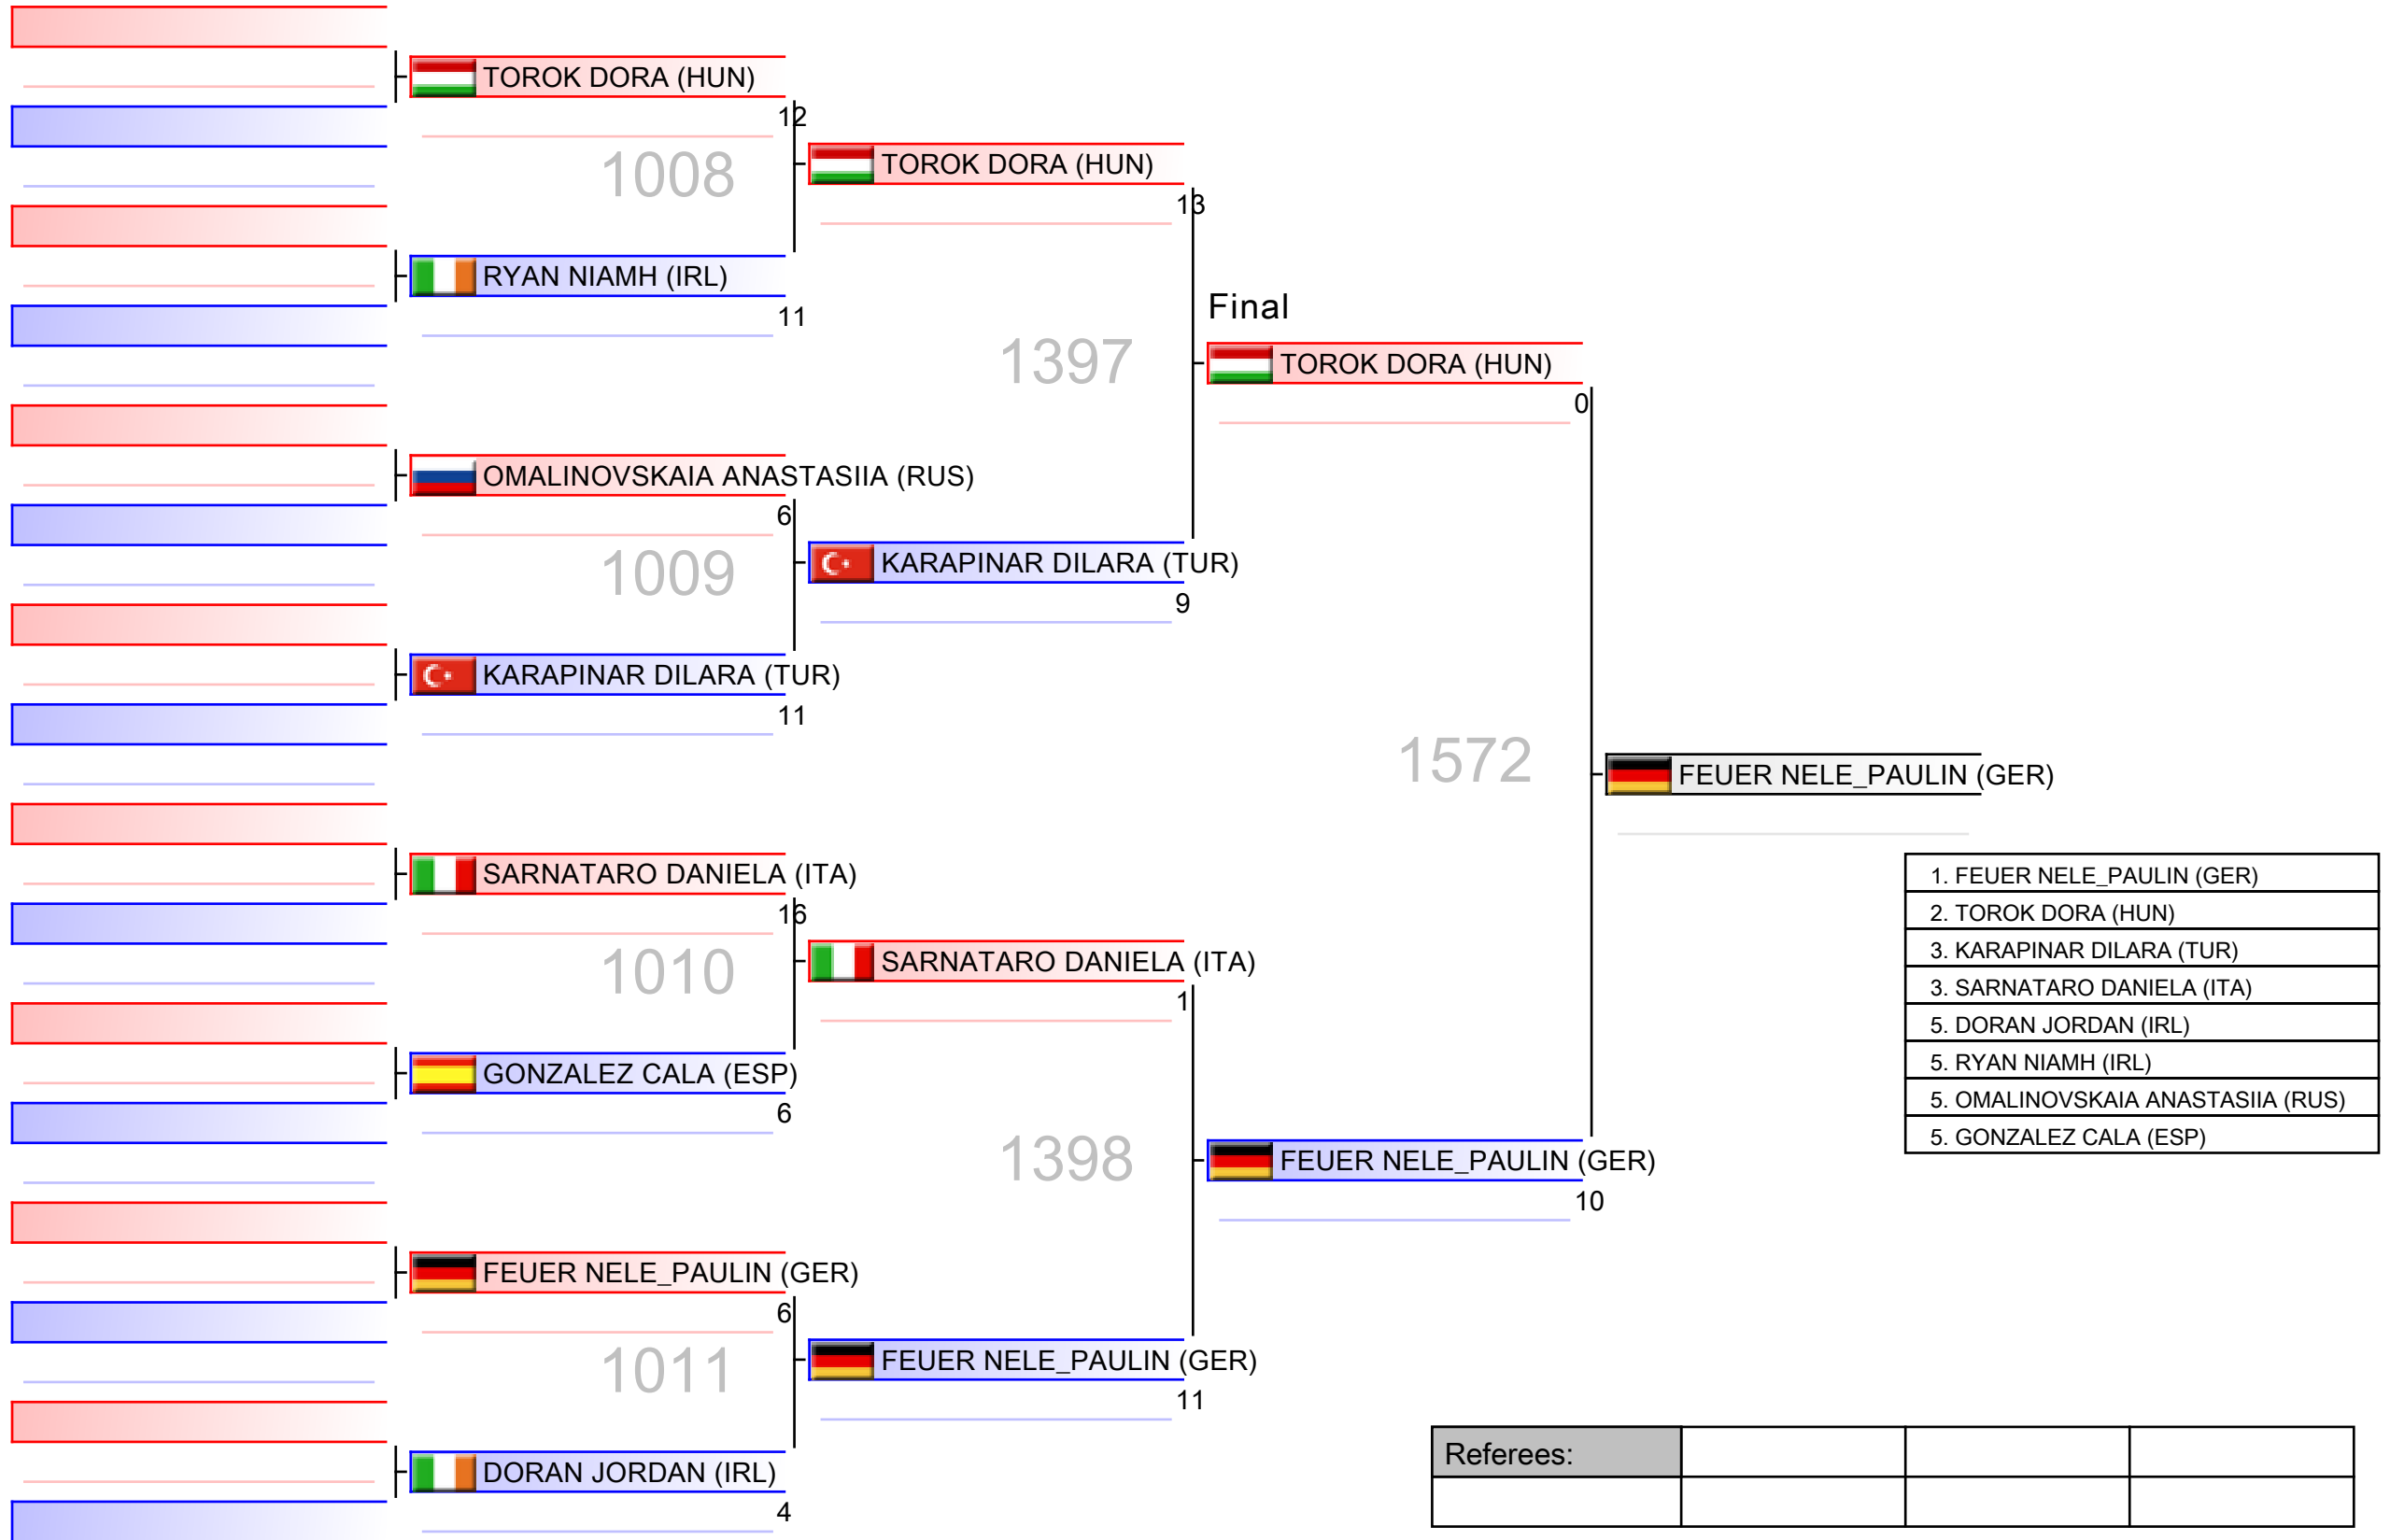 TOROK DORA (HUN)
12
1008
RYAN NIAMH (IRL)
11
OMALINOVSKAIA ANASTASIIA (RUS)
6
1009
KARAPINAR DILARA (TUR)
11
SARNATARO DANIELA (ITA)
16
1010
GONZALEZ CALA (ESP)
6
FEUER NELE_PAULIN (GER)
6
1011
DORAN JORDAN (IRL)
4
TOROK DORA (HUN)
13
1397
KARAPINAR DILARA (TUR)
9
SARNATARO DANIELA (ITA)
1
1398
FEUER NELE_PAULIN (GER)
11
Final
TOROK DORA (HUN)
0
1572
FEUER NELE_PAULIN (GER)
10
FEUER NELE_PAULIN (GER)
1. FEUER NELE_PAULIN (GER)
2. TOROK DORA (HUN)
3. KARAPINAR DILARA (TUR)
3. SARNATARO DANIELA (ITA)
5. DORAN JORDAN (IRL)
5. RYAN NIAMH (IRL)
5. OMALINOVSKAIA ANASTASIIA (RUS)
5. GONZALEZ CALA (ESP)
Referees: